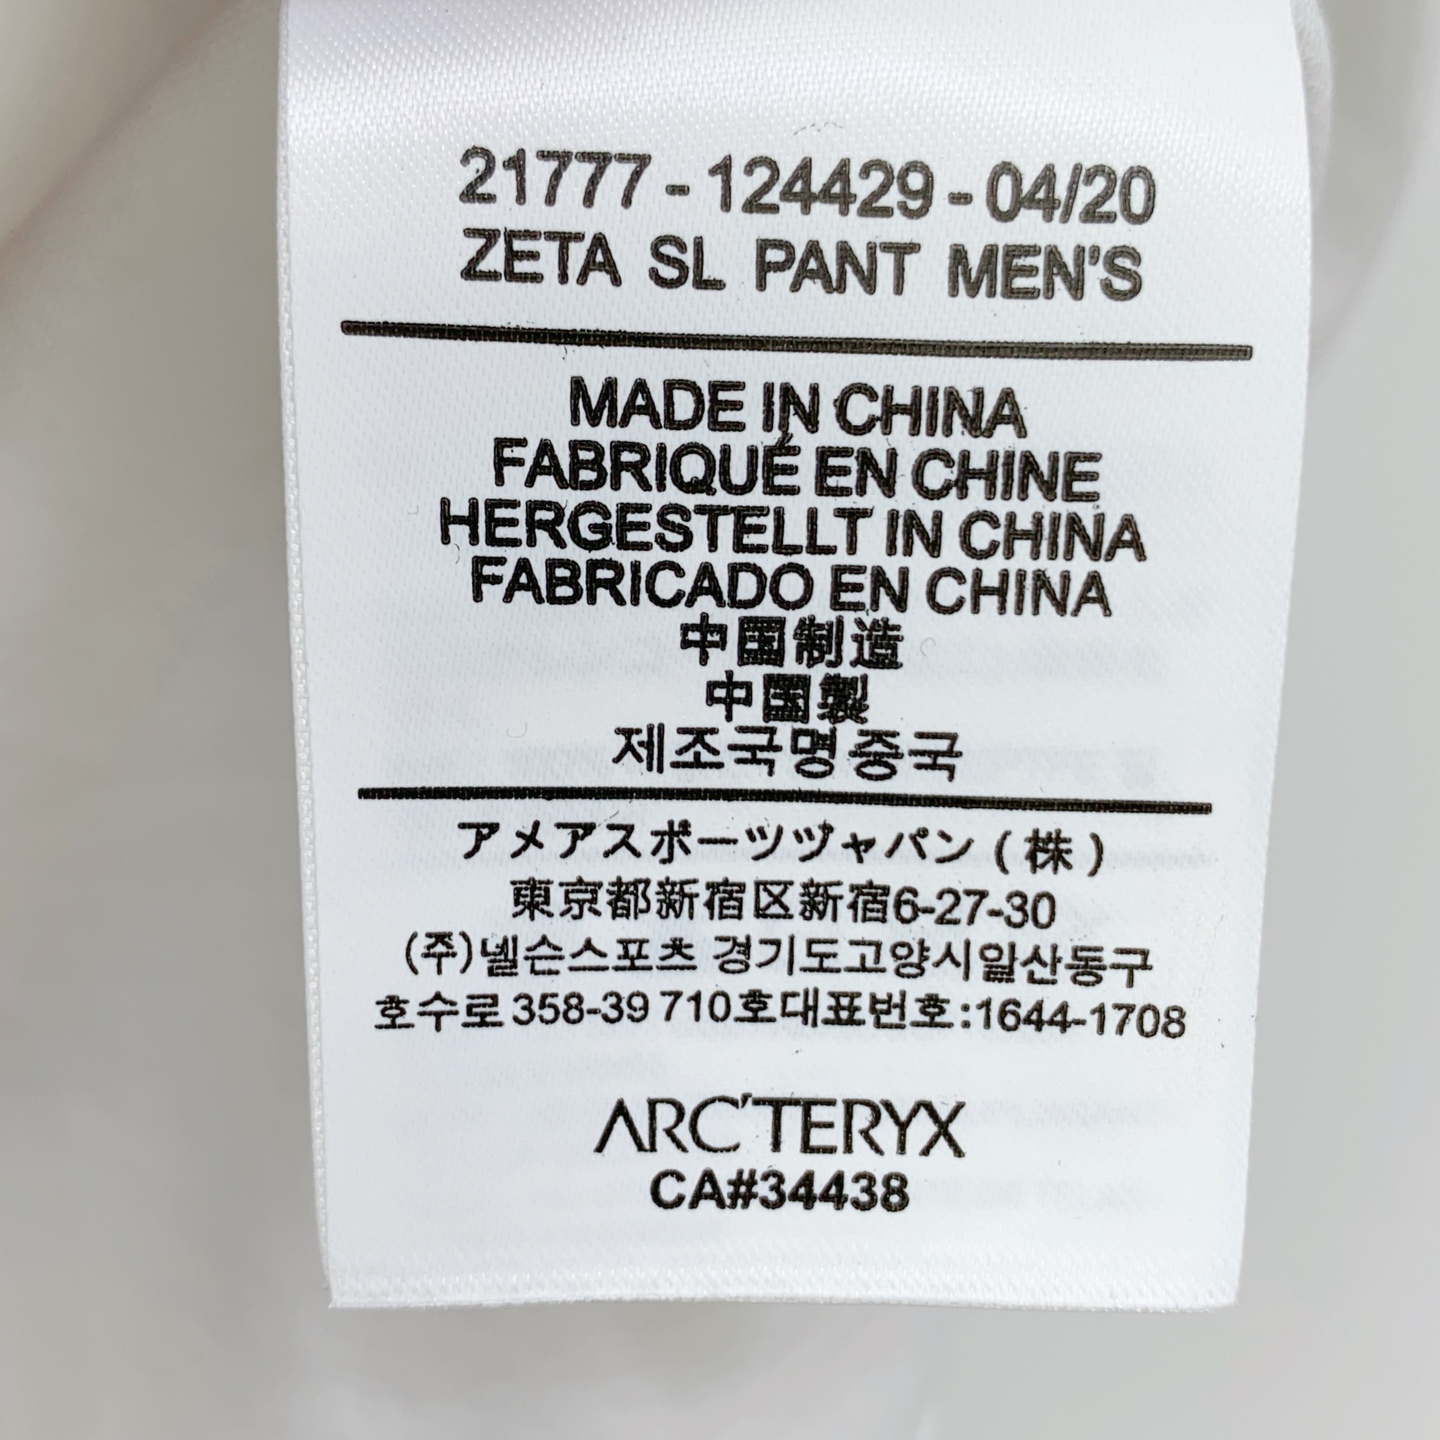 21777 - 124429 - 04/20
ZETA SL PANT MEN'S
MADE IN CHINA
FABRIQUÉ EN CHINE
HERGESTELLT IN CHINA
FABRICADO EN CHINA
中国制造
中国製
제조국명 중국
アメアスポーツヅャパン (株)
東京都新宿区新宿6-27-30
(주)넬슨스포츠 경기도고양시일산동구
호수로 358-39 710호대표번호:1644-1708
ARC'TERYX
CA#34438